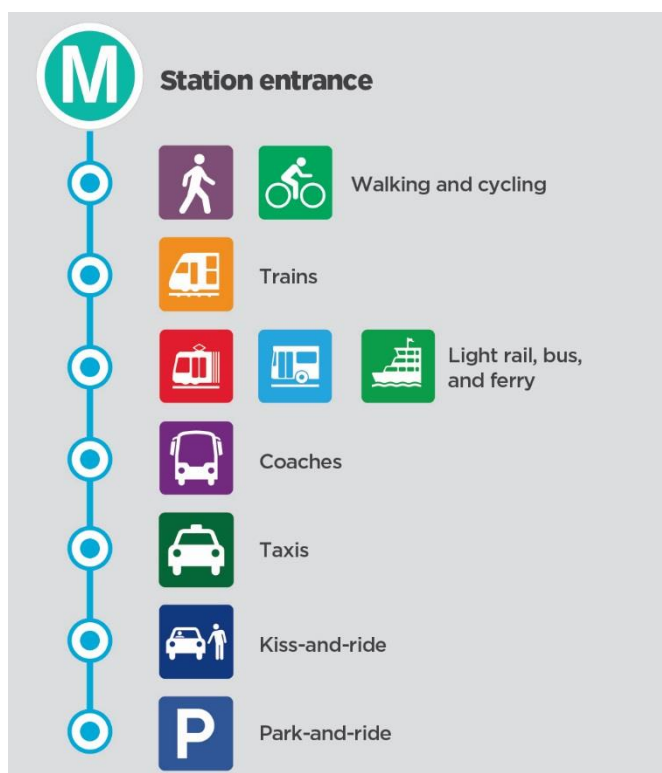 M
Station entrance
Walking and cycling
Trains
Light rail, bus,
and ferry
Coaches
Taxis
Kiss-and-ride
P
Park-and-ride